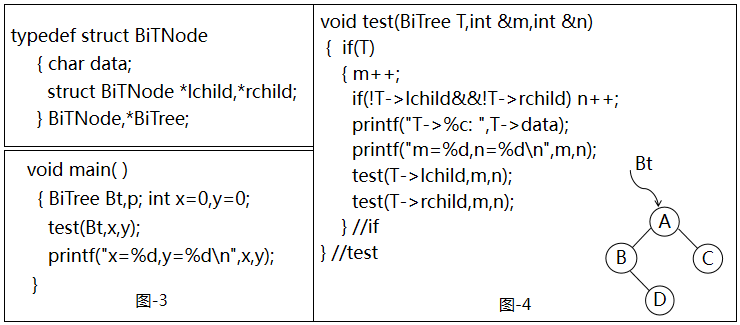 typedef struct BiTNode
{ char data;
struct BiTNode *lchild,*rchild;
} BiTNode,*BiTree;
void main( )
{ BiTree Bt,p; int x=0,y=0;
test(Bt,x,y);
printf("x=%d,y=%d\n",x,y);
}
图-3
void test(BiTree T,int &m,int &n)
{ if(T)
{ m++;
if(!T->lchild&&!T->rchild) n++;
printf("T->%c: ",T->data);
printf("m=%d,n=%d\n",m,n);
test(T->lchild,m,n);
test(T->rchild,m,n);
} //if
} //test
图-4
Bt
A
B
C
D